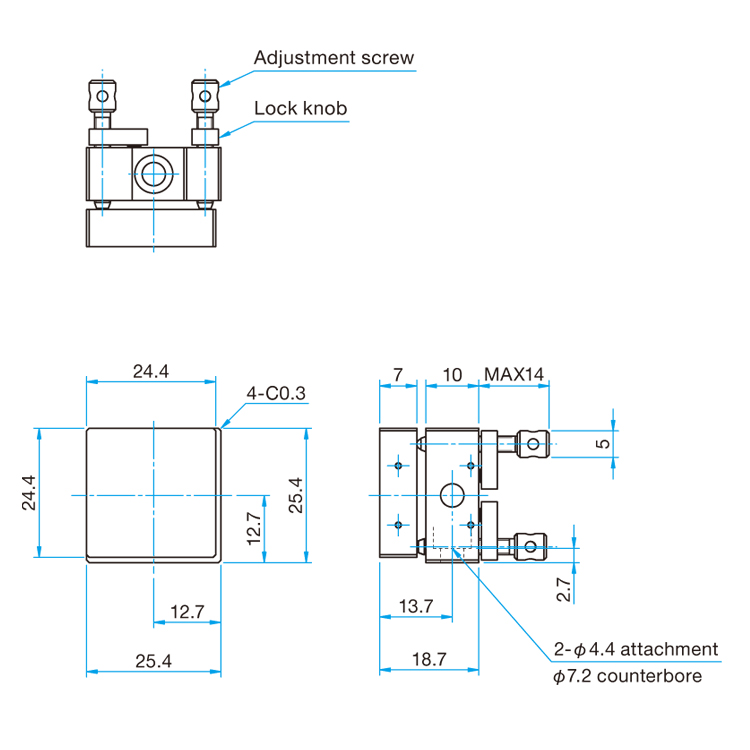 Adjustment screw
Lock knob
24.4
4-C0.3
7
10
MAX14
5
24.4
12.7
25.4
2.7
12.7
13.7
25.4
18.7
2-φ4.4 attachment
φ7.2 counterbore